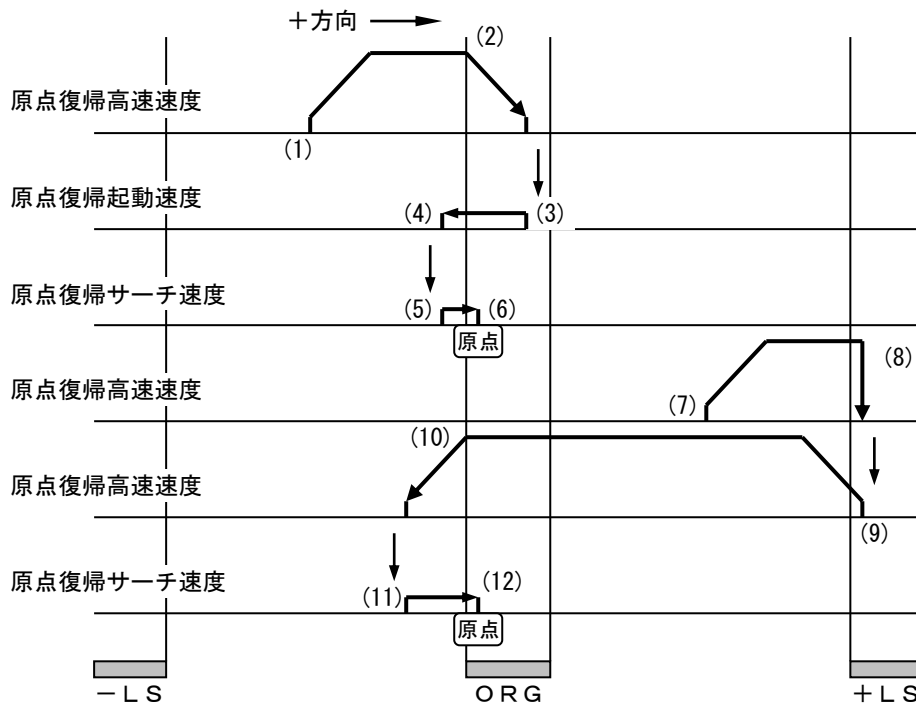 +方向
(2)
原点復帰高速速度
(1)
原点復帰起動速度
(4)
(3)
原点復帰サーチ速度
(5)
(6)
原点
(8)
原点復帰高速速度
(7)
(10)
原点復帰高速速度
(9)
原点復帰サーチ速度
(11)
(12)
原点
-LS
ORG
+LS